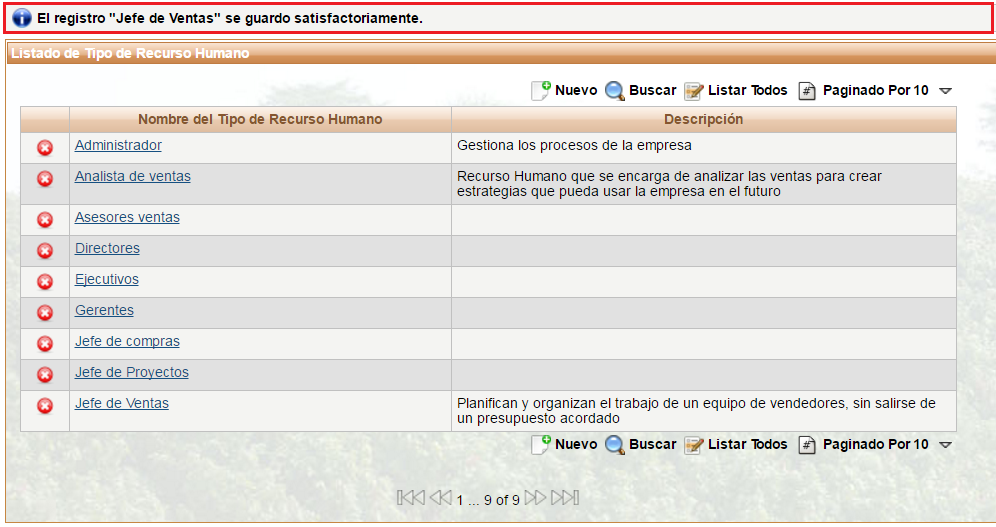 El registro "Jefe de Ventas" se guardo satisfactoriamente.
Listado de Tipo de Recurso Humano
Nuevo Buscar Listar Todos # Paginado Por 10
Nombre del Tipo de Recurso Humano Descripción
Administrador Gestiona los procesos de la empresa
Analista de ventas Recurso Humano que se encarga de analizar las ventas para crear
estrategias que pueda usar la empresa en el futuro
Asesores ventas
Directores
Ejecutivos
Gerentes
Jefe de compras
Jefe de Proyectos
Jefe de Ventas Planifican y organizan el trabajo de un equipo de vendedores, sin salirse de
un presupuesto acordado
Nuevo Buscar Listar Todos # Paginado Por 10
1 ... 9 of 9